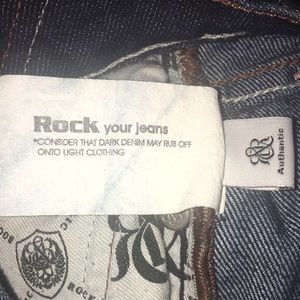 Rock your jeans
*CONSIDER THAT DARK DENIM MAY RUB OFF
ONTO LIGHT CLOTHING
Authentic